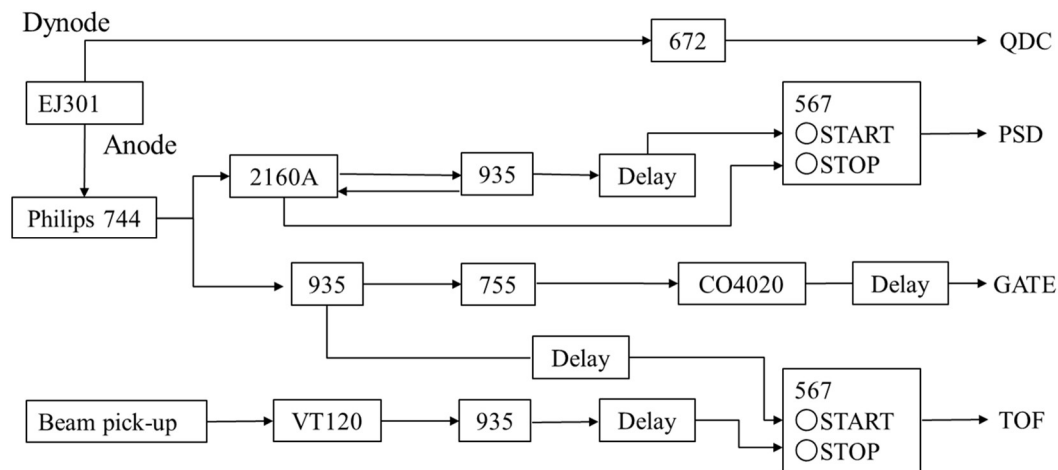 Dynode
672
QDC
EJ301
Anode
567
START
STOP
PSD
2160A
935
Delay
Philips 744
935
755
CO4020
Delay
GATE
Delay
567
START
STOP
TOF
Beam pick-up
VT120
935
Delay